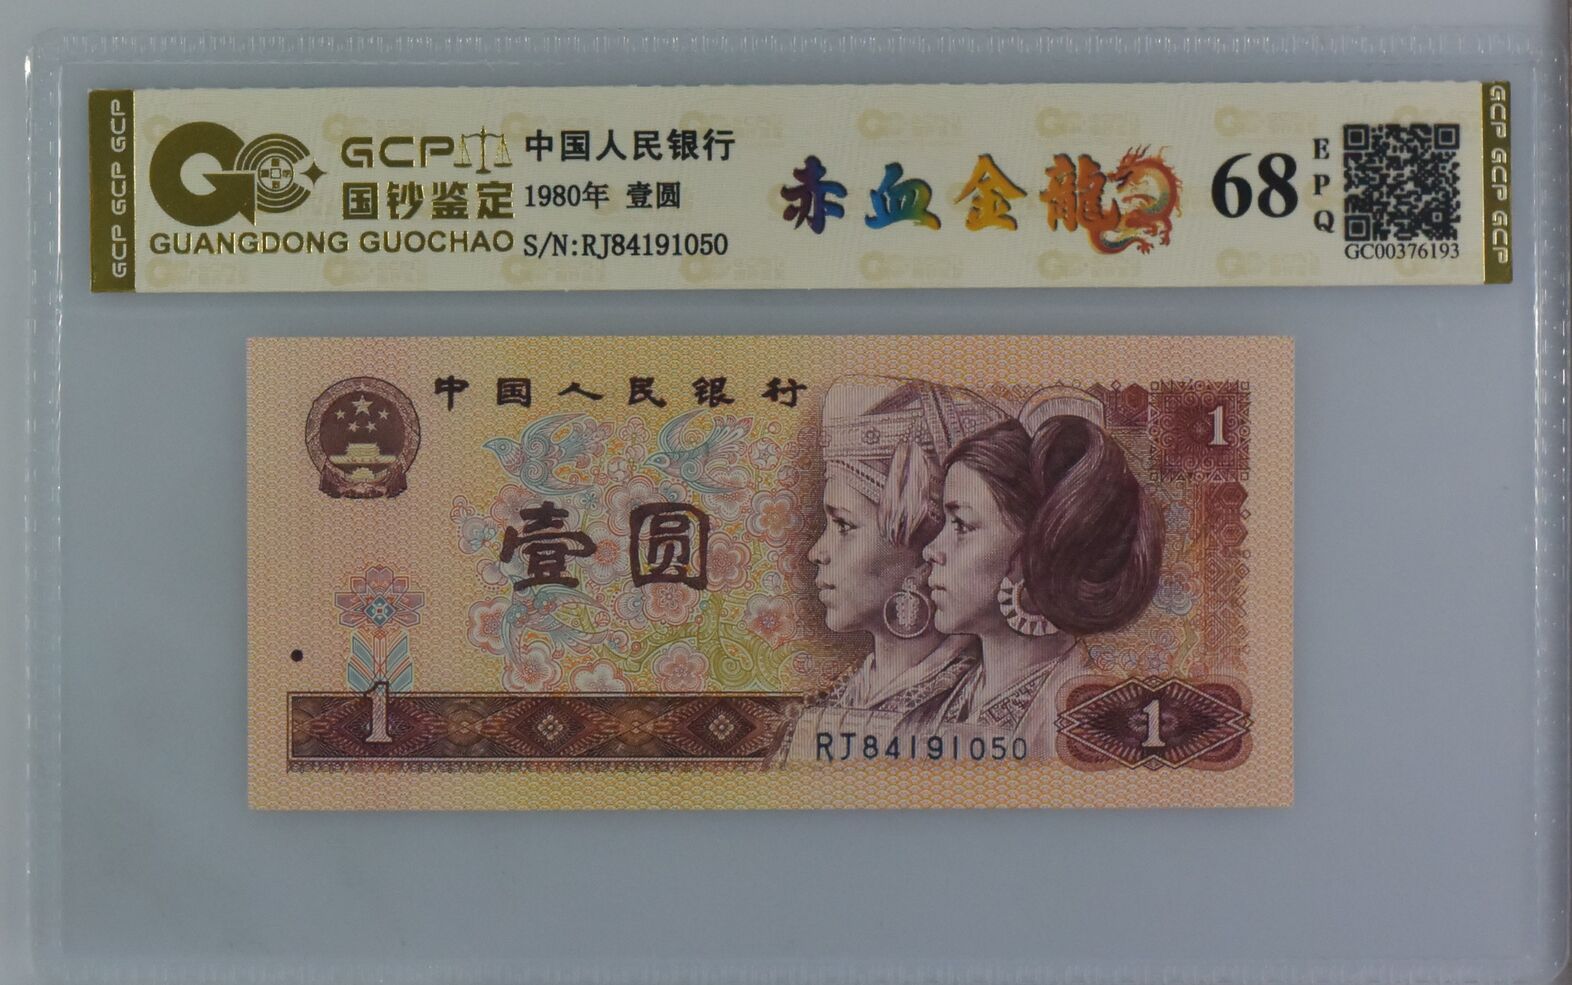 GCP GCP GCP
GCP
国钞鉴定
GUANGDONG GUOCHAO
中国人民银行
1980年 壹圆
S/N:RJ84191050
赤血金龍
68
EPQ
GC00376193
GCP GCP GCP
中国人民银行
1
壹圆
1
1
RJ84191050